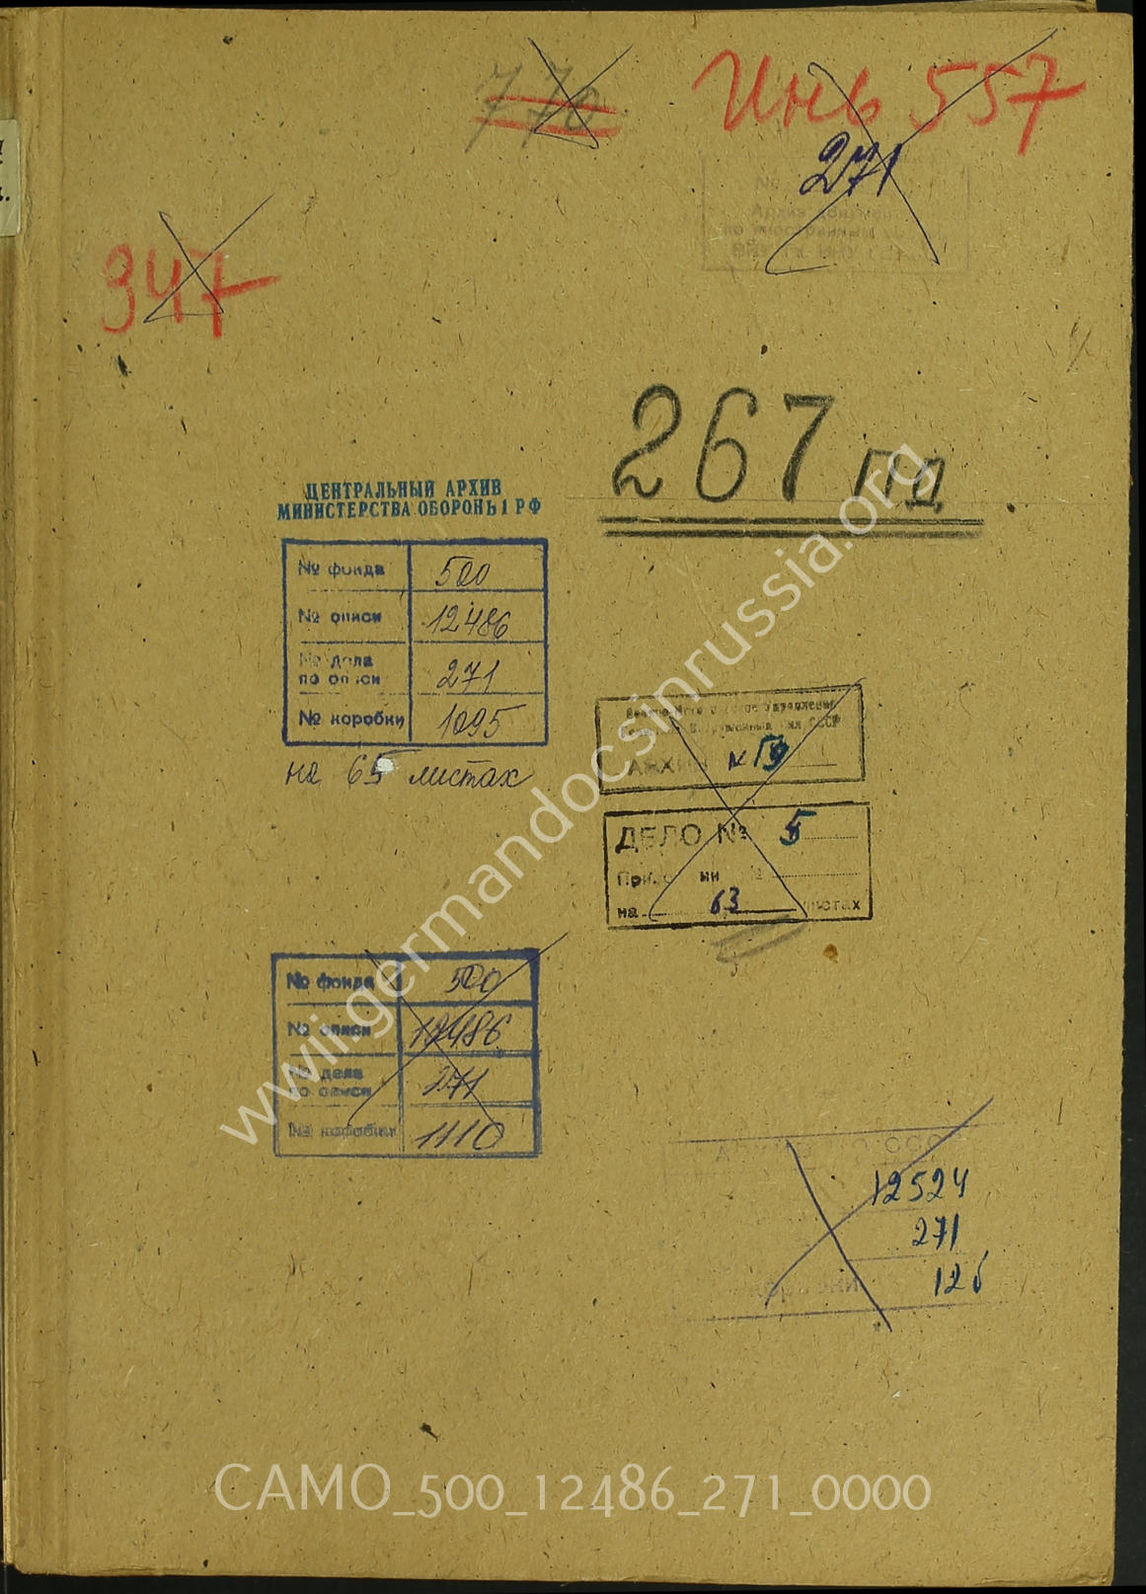 770
Инв 557
271
347
267 ПД
ЦЕНТРАЛЬНЫЙ АРХИВ
МИНИСТЕРСТВА ОБОРОНЫ РФ
№ фонда 500
№ описи 12486
№ дела
по описи 271
№ коробки 1095
на 65 листах
АРХИВ
ДЕЛО № 5
на 63 листах
№ фонда 500
№ описи 12486
№ дела
по описи 271
№ коробки 1110
СССР
12524
271
126
www.germandocsinrussia.org
CAMO_500_12486_271_0000